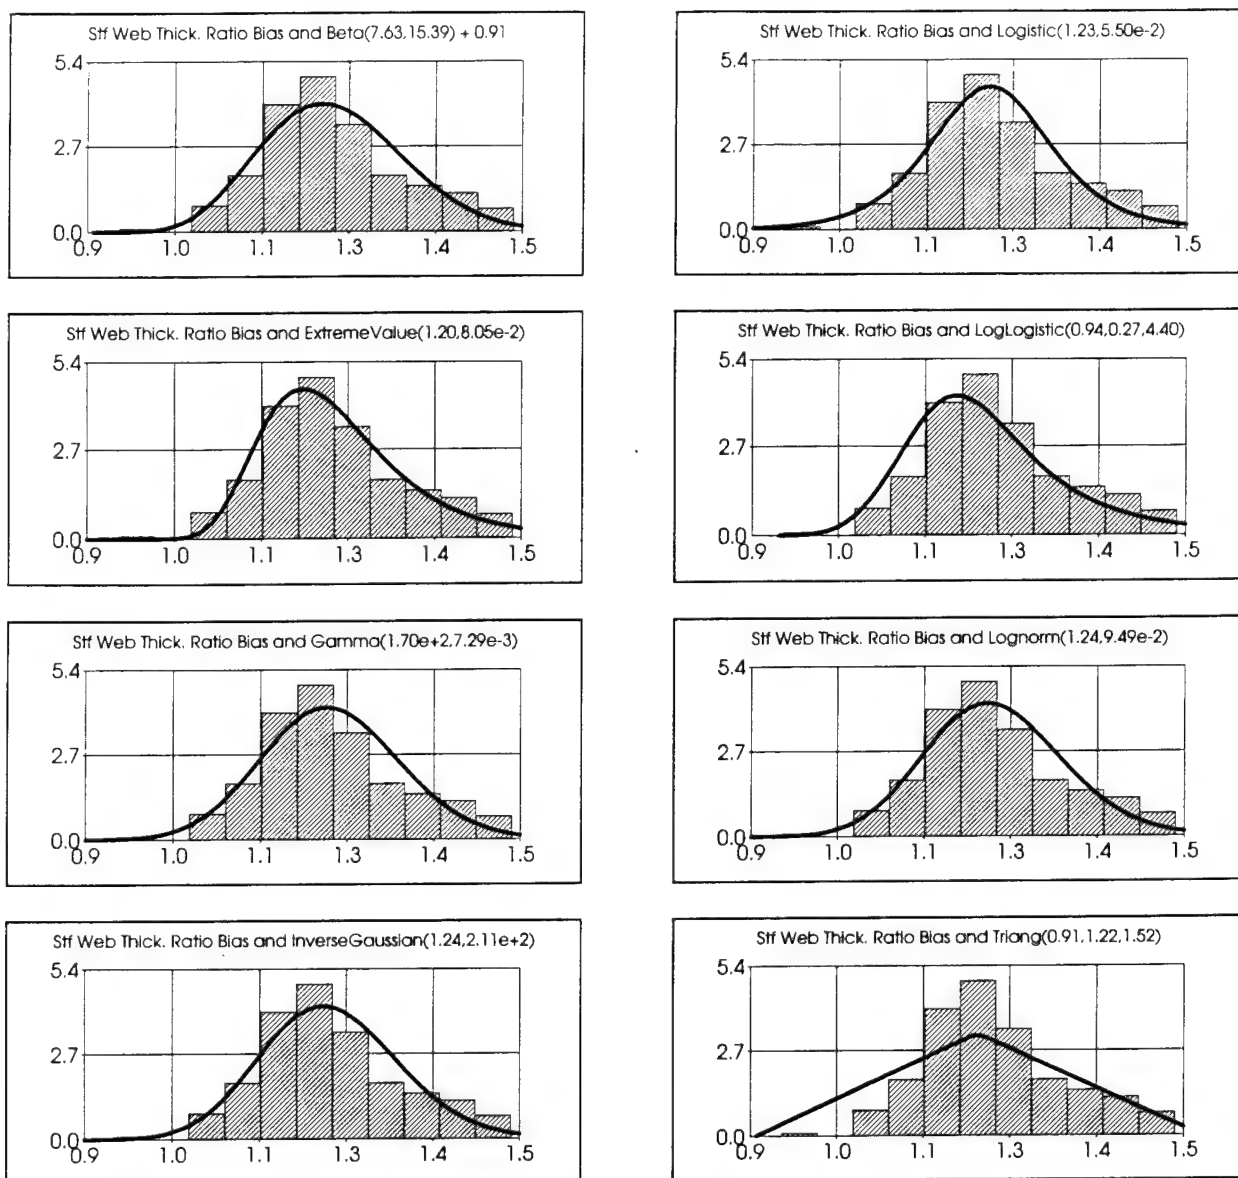 Stf Web Thick. Ratio Bias and Beta(7.63,15.39) + 0.91
5.4
2.7
0.0
0.9 1.0 1.1 1.3 1.4 1.5
Stf Web Thick. Ratio Bias and Logistic(1.23,5.50e-2)
5.4
2.7
0.0
0.9 1.0 1.1 1.3 1.4 1.5
Stf Web Thick. Ratio Bias and ExtremeValue(1.20,8.05e-2)
5.4
2.7
0.0
0.9 1.0 1.1 1.3 1.4 1.5
Stf Web Thick. Ratio Bias and LogLogistic(0.94,0.27,4.40)
5.4
2.7
0.0
0.9 1.0 1.1 1.3 1.4 1.5
Stf Web Thick. Ratio Bias and Gamma(1.70e+2,7.29e-3)
5.4
2.7
0.0
0.9 1.0 1.1 1.3 1.4 1.5
Stf Web Thick. Ratio Bias and Lognorm(1.24,9.49e-2)
5.4
2.7
0.0
0.9 1.0 1.1 1.3 1.4 1.5
Stf Web Thick. Ratio Bias and InverseGaussian(1.24,2.11e+2)
5.4
2.7
0.0
0.9 1.0 1.1 1.3 1.4 1.5
Stf Web Thick. Ratio Bias and Triang(0.91,1.22,1.52)
5.4
2.7
0.0
0.9 1.0 1.1 1.3 1.4 1.5